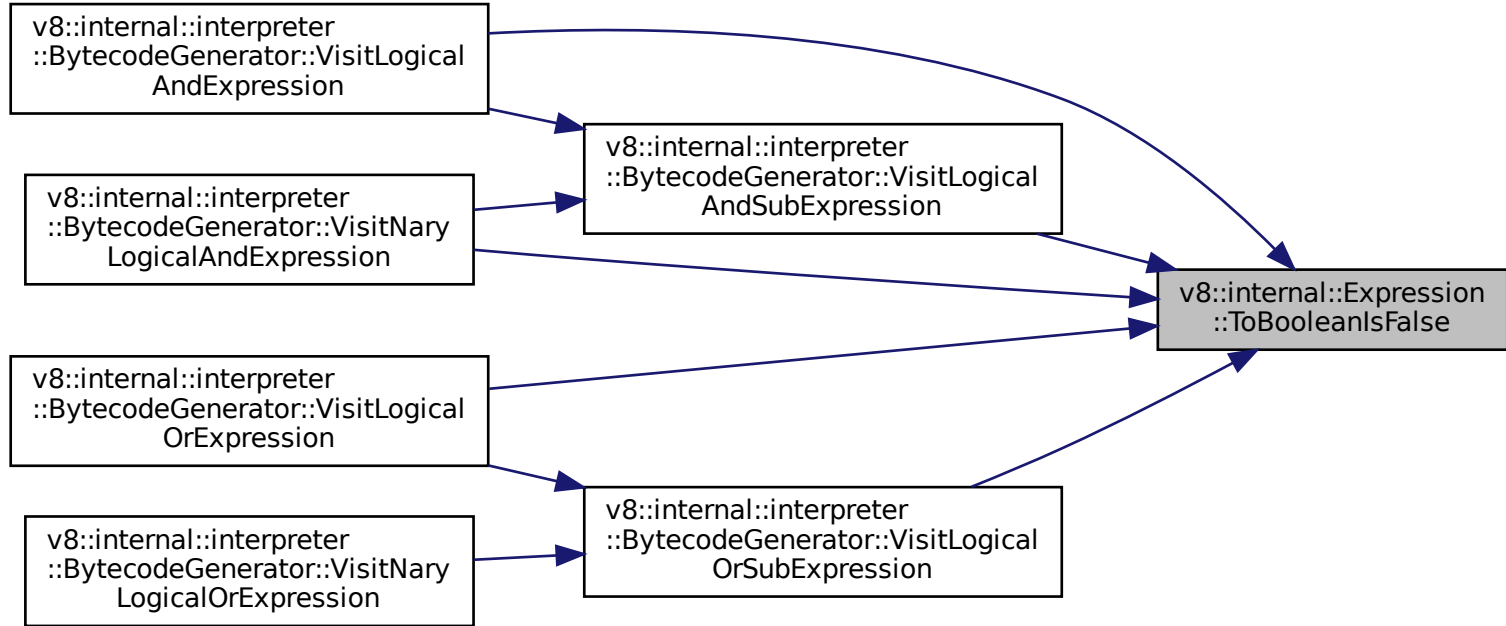 v8::internal::interpreter
::BytecodeGenerator::VisitLogical
AndExpression
v8::internal::interpreter
::BytecodeGenerator::VisitLogical
AndSubExpression
v8::internal::interpreter
::BytecodeGenerator::VisitNary
LogicalAndExpression
v8::internal::Expression
::ToBooleanIsFalse
v8::internal::interpreter
::BytecodeGenerator::VisitLogical
OrExpression
v8::internal::interpreter
::BytecodeGenerator::VisitLogical
OrSubExpression
v8::internal::interpreter
::BytecodeGenerator::VisitNary
LogicalOrExpression